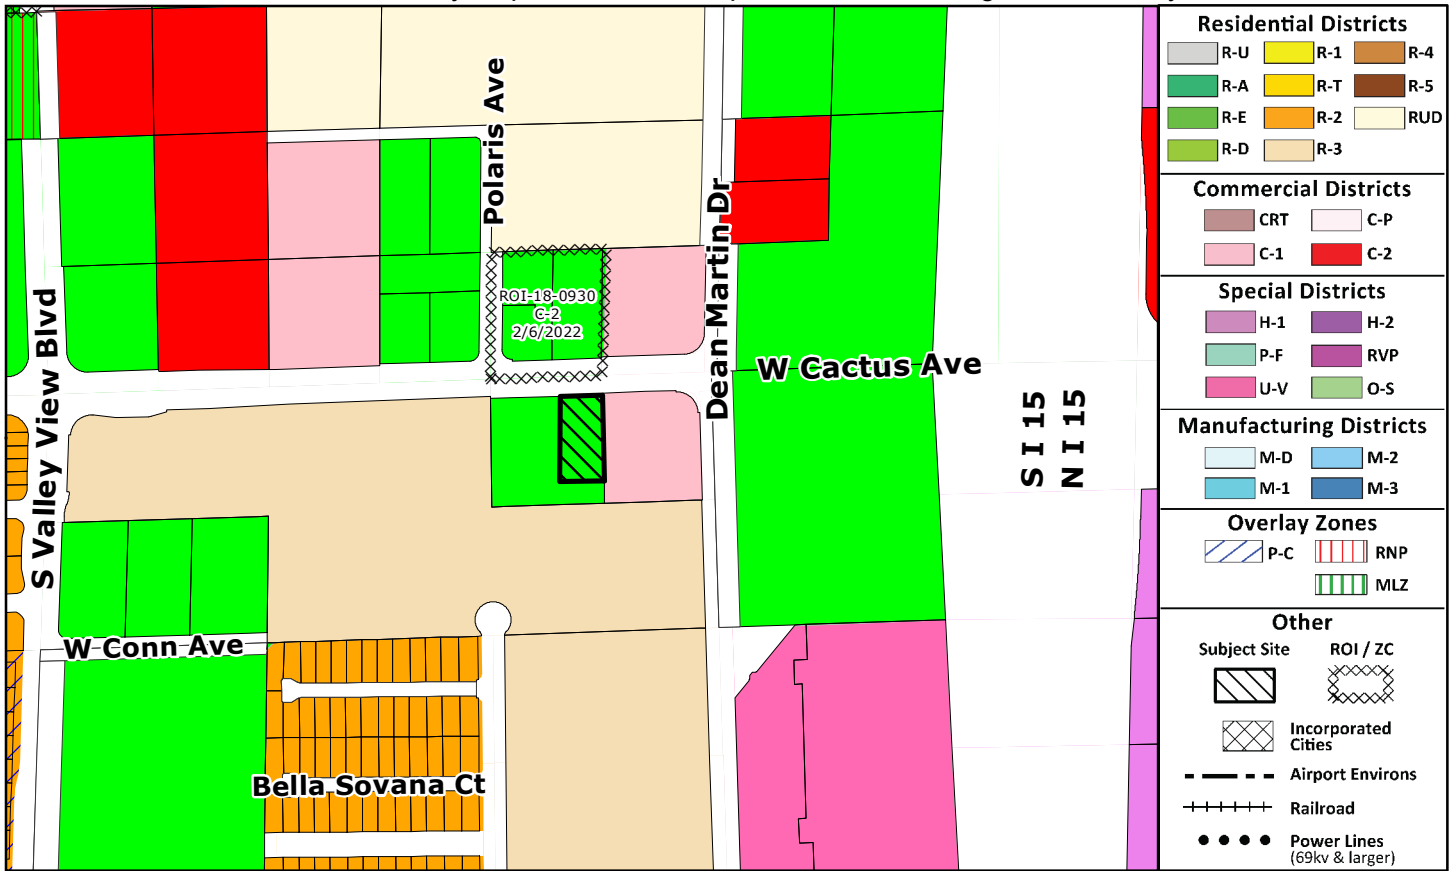 Polaris Ave
Dean Martin Dr
S Valley View Blvd
ROI-18-0930
C-2
2/6/2022
W Cactus Ave
S I 15
N I 15
W Conn Ave
Bella Sovana Ct
Residential Districts
R-U
R-1
R-4
R-A
R-T
R-5
R-E
R-2
RUD
R-D
R-3
Commercial Districts
CRT
C-P
C-1
C-2
Special Districts
H-1
H-2
P-F
RVP
U-V
O-S
Manufacturing Districts
M-D
M-2
M-1
M-3
Overlay Zones
P-C
RNP
MLZ
Other
Subject Site
ROI / ZC
Incorporated
Cities
Airport Environs
Railroad
Power Lines
(69kv & larger)